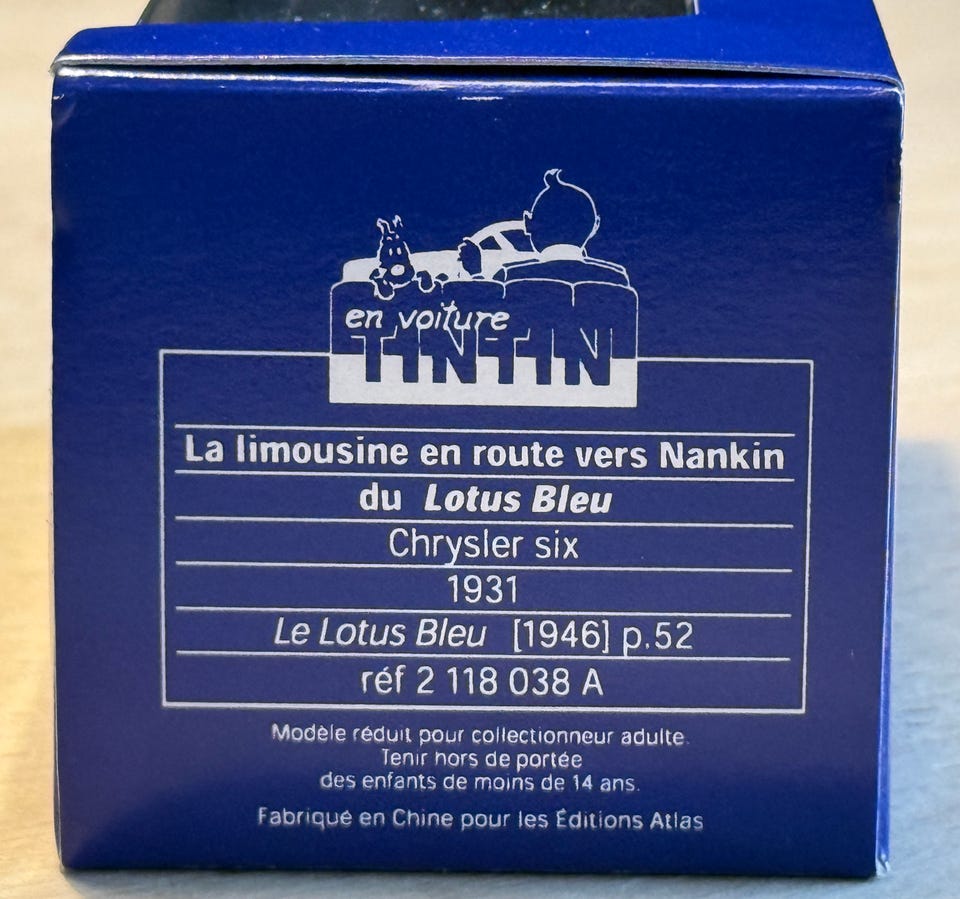 en voiture
TINTIN
La limousine en route vers Nankin
du Lotus Bleu
Chrysler six
1931
Le Lotus Bleu [1946] p.52
réf 2 118 038 A
Modèle réduit pour collectionneur adulte.
Tenir hors de portée
des enfants de moins de 14 ans.
Fabriqué en Chine pour les Éditions Atlas